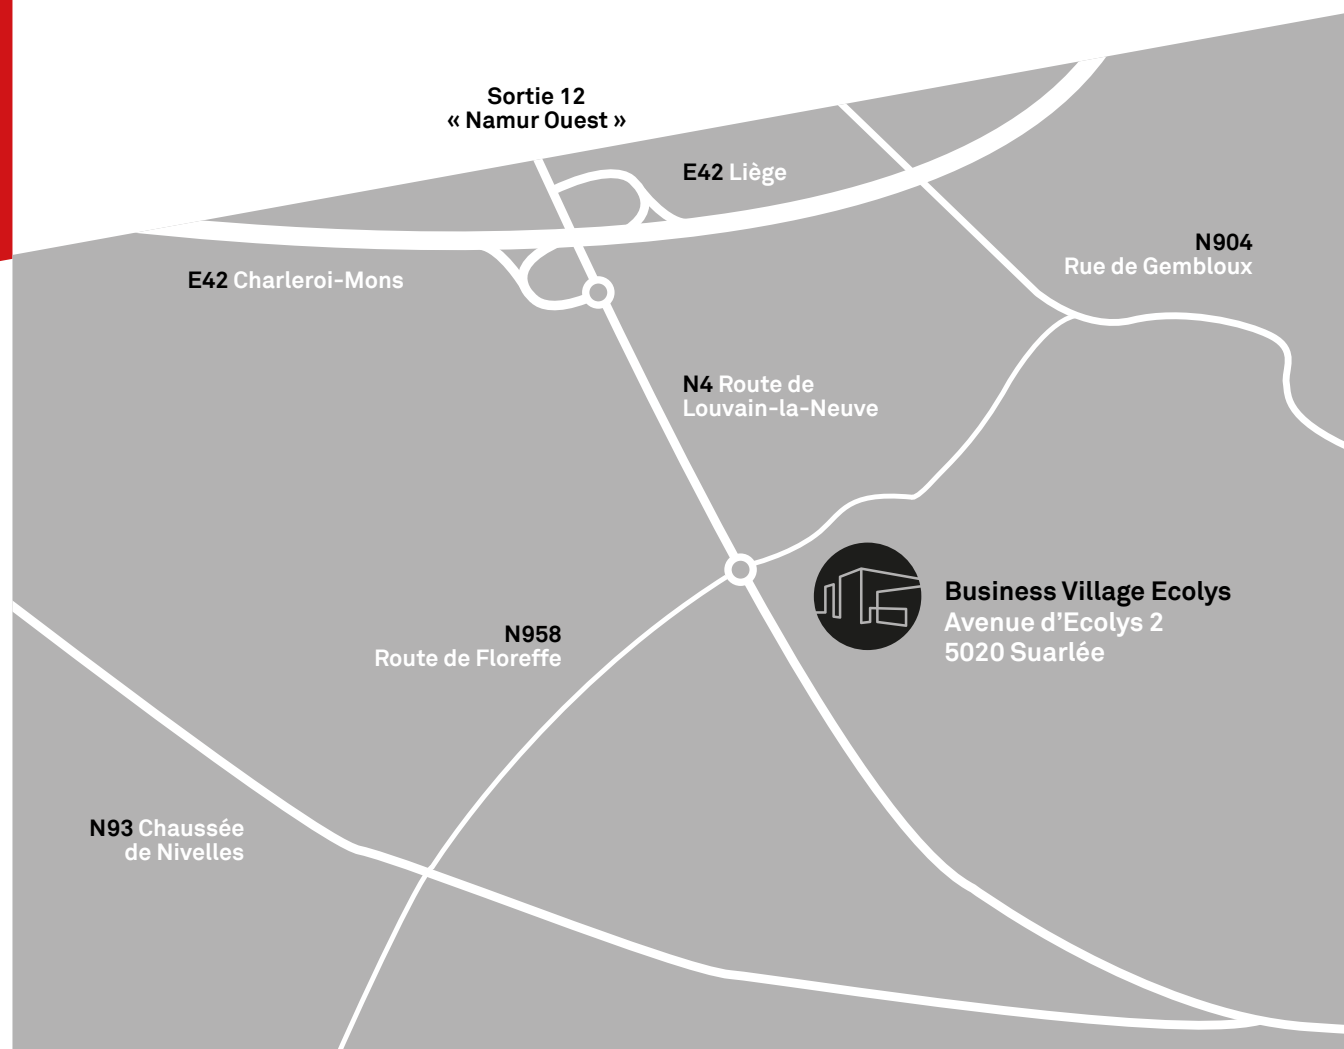 Sortie 12
« Namur Ouest »
E42 Liège
N904
Rue de Gembloux
E42 Charleroi-Mons
N4 Route de
Louvain-la-Neuve
Business Village Ecolys
Avenue d’Ecolys 2
5020 Suarlée
N958
Route de Floreffe
N93 Chaussée
de Nivelles